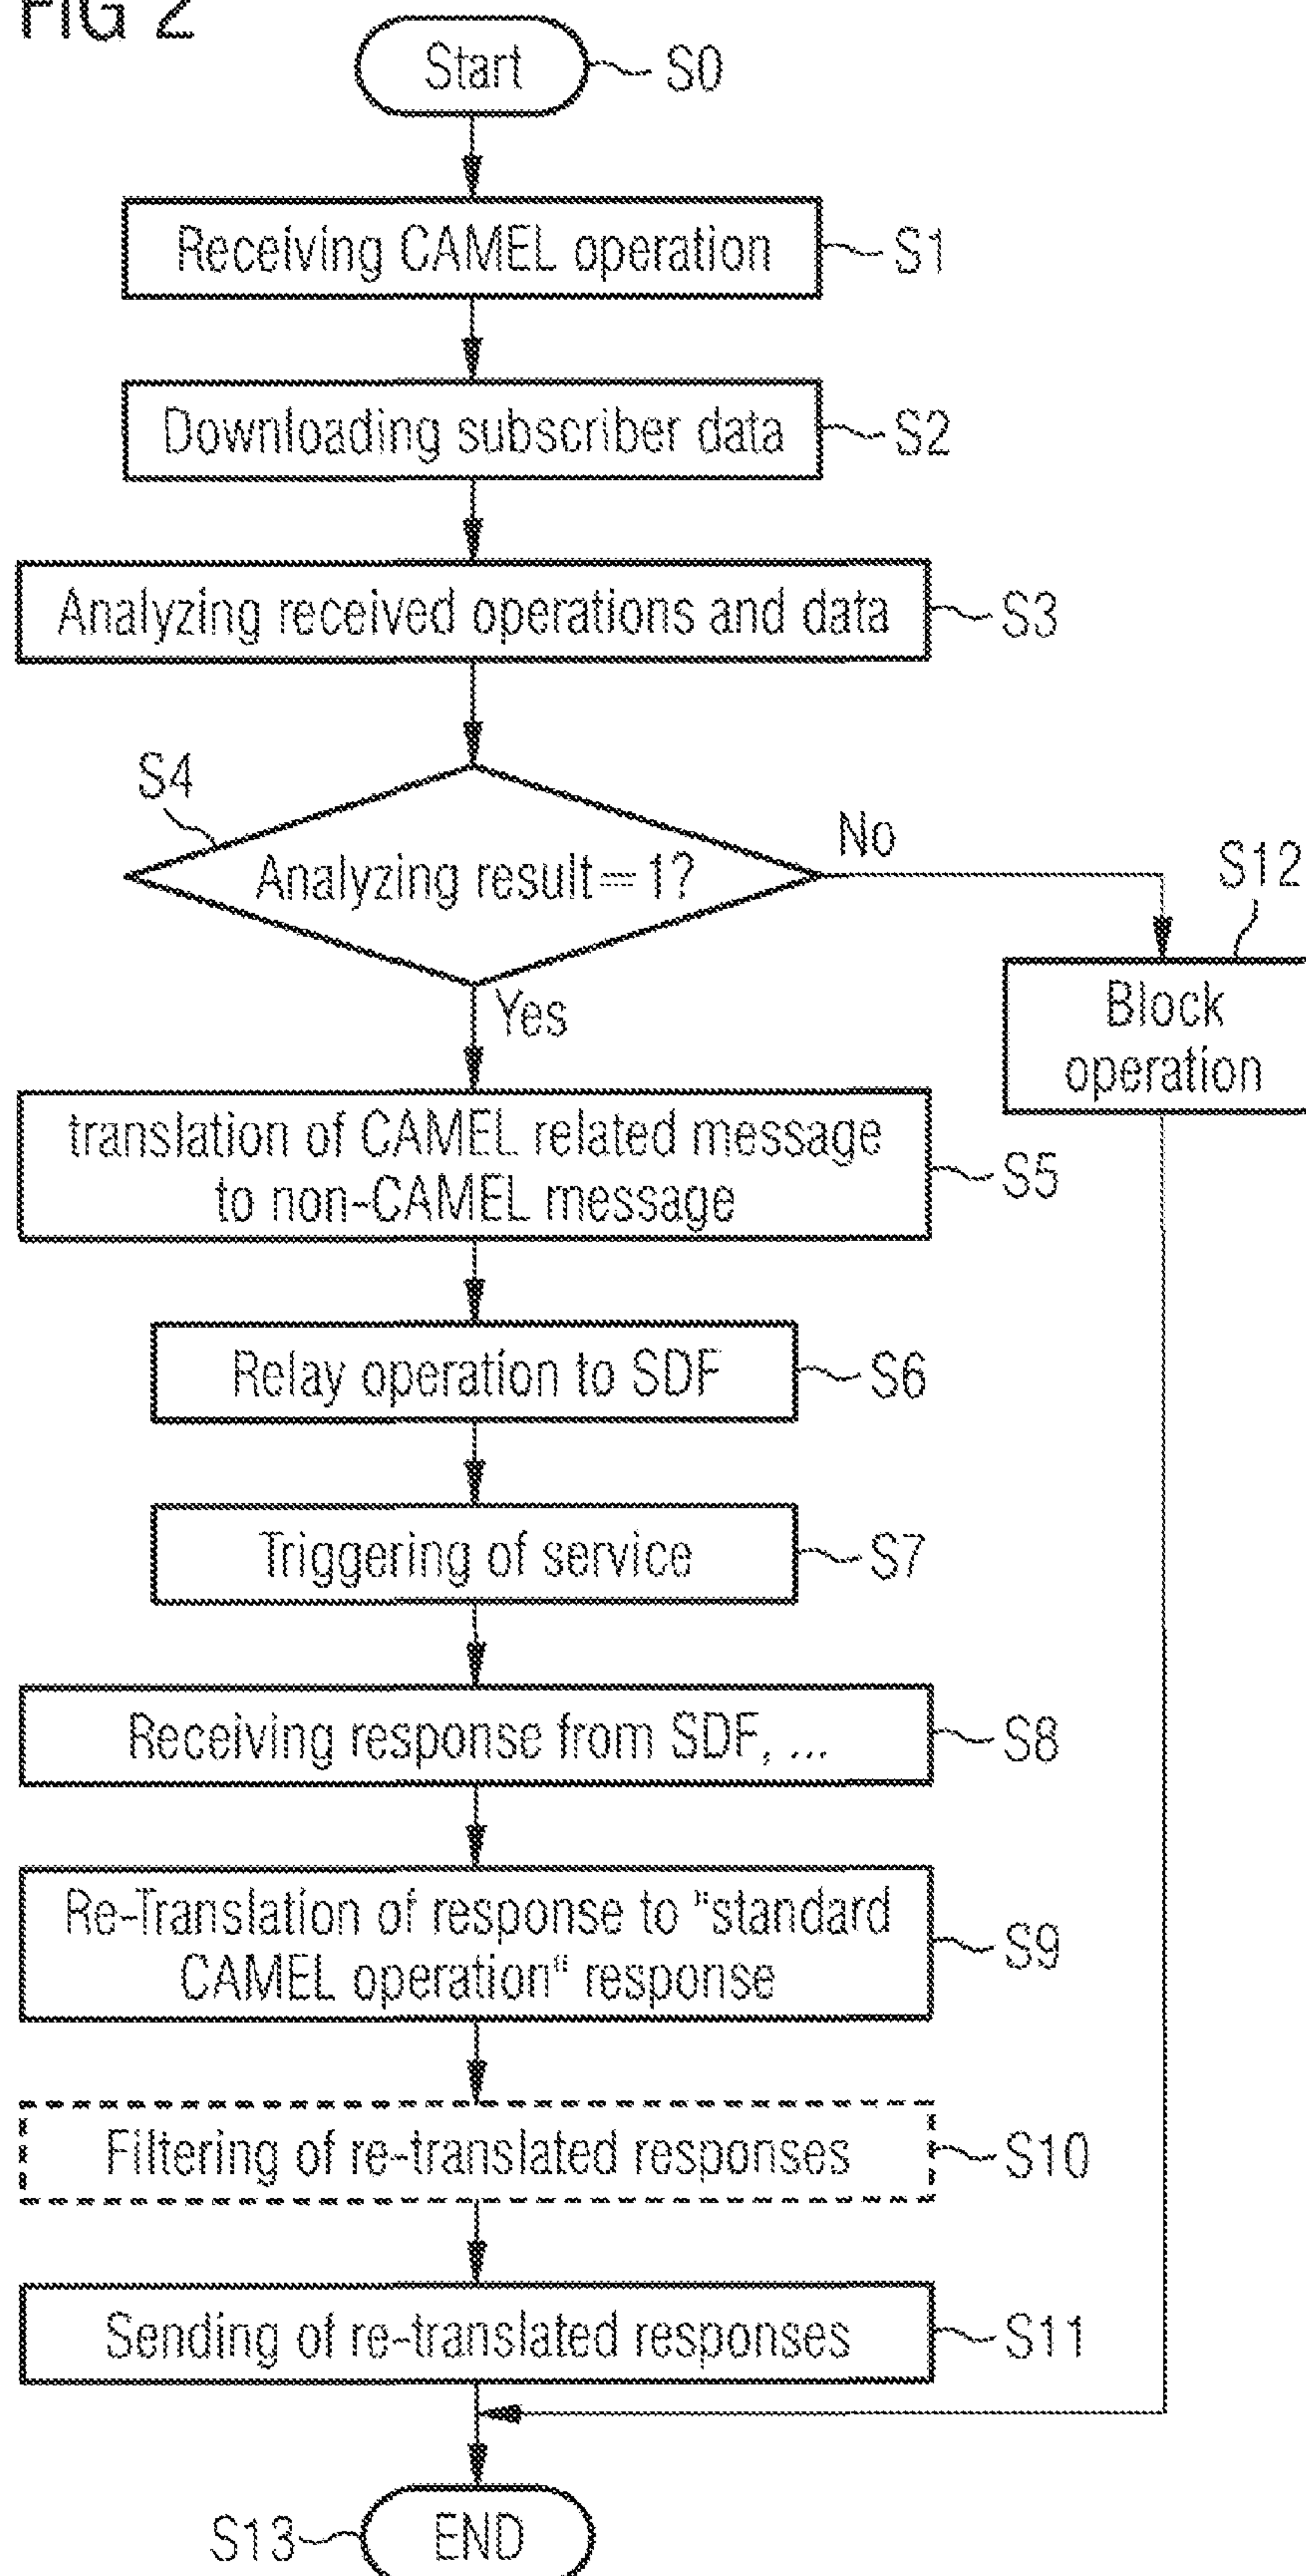 FIG 2
Start
S0
Receiving CAMEL operation
S1
Downloading subscriber data
S2
Analyzing received operations and data
S3
S4
Analyzing result=1?
No
S12
Block
operation
Yes
translation of CAMEL related message
to non-CAMEL message
S5
Relay operation to SDF
S6
Triggering of service
S7
Receiving response from SDF, ...
S8
Re-Translation of response to "standard
CAMEL operation" response
S9
Filtering of re-translated responses
S10
Sending of re-translated responses
S11
S13
END